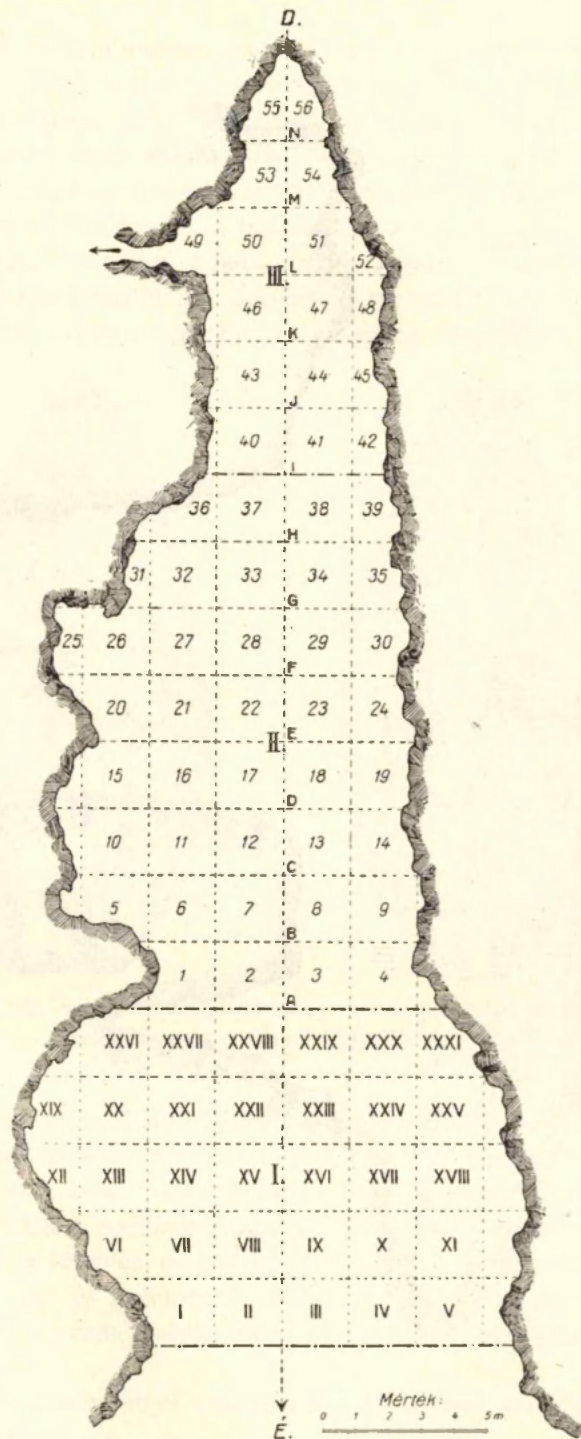 D.
55 56
N
53 54
M
49 50 51 52
L
III.
46 47 48
K
43 44 45
J
40 41 42
I
36 37 38 39
H
31 32 33 34 35
G
25 26 27 28 29 30
F
20 21 22 23 24
E
II.
15 16 17 18 19
D
10 11 12 13 14
C
5 6 7 8 9
B
1 2 3 4
A
XXVI XXVII XXVIII XXIX XXX XXXI
XIX XX XXI XXII XXIII XXIV XXV
XII XIII XIV XV I. XVI XVII XVIII
VI VII VIII IX X XI
I II III IV V
É.
Mérték:
0 1 2 3 4 5m